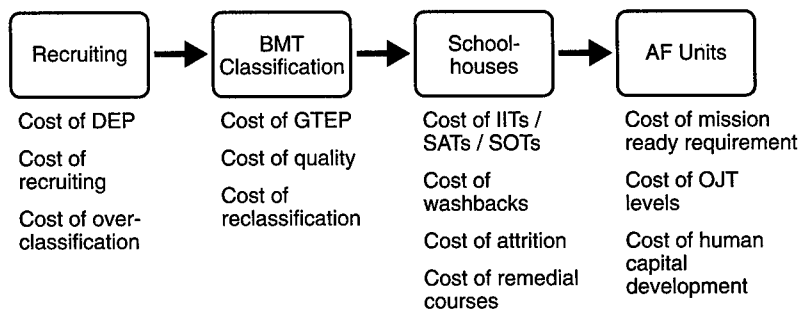 Recruiting
BMT
Classification
School-
houses
AF Units
Cost of DEP
Cost of
recruiting
Cost of over-
classification
Cost of GTEP
Cost of quality
Cost of
reclassification
Cost of IITs /
SATs / SOTs
Cost of
washbacks
Cost of attrition
Cost of remedial
courses
Cost of mission
ready requirement
Cost of OJT
levels
Cost of human
capital
development